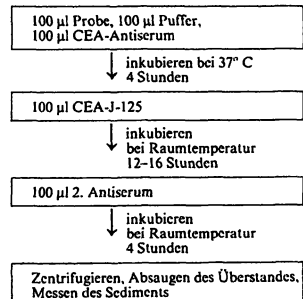 100 µl Probe, 100 µl Puffer,
100 µl CEA-Antiserum
inkubieren bei 37° C
4 Stunden
100 µl CEA-J-125
inkubieren
bei Raumtemperatur
12–16 Stunden
100 µl 2. Antiserum
inkubieren
bei Raumtemperatur
4 Stunden
Zentrifugieren, Absaugen des Überstandes,
Messen des Sediments